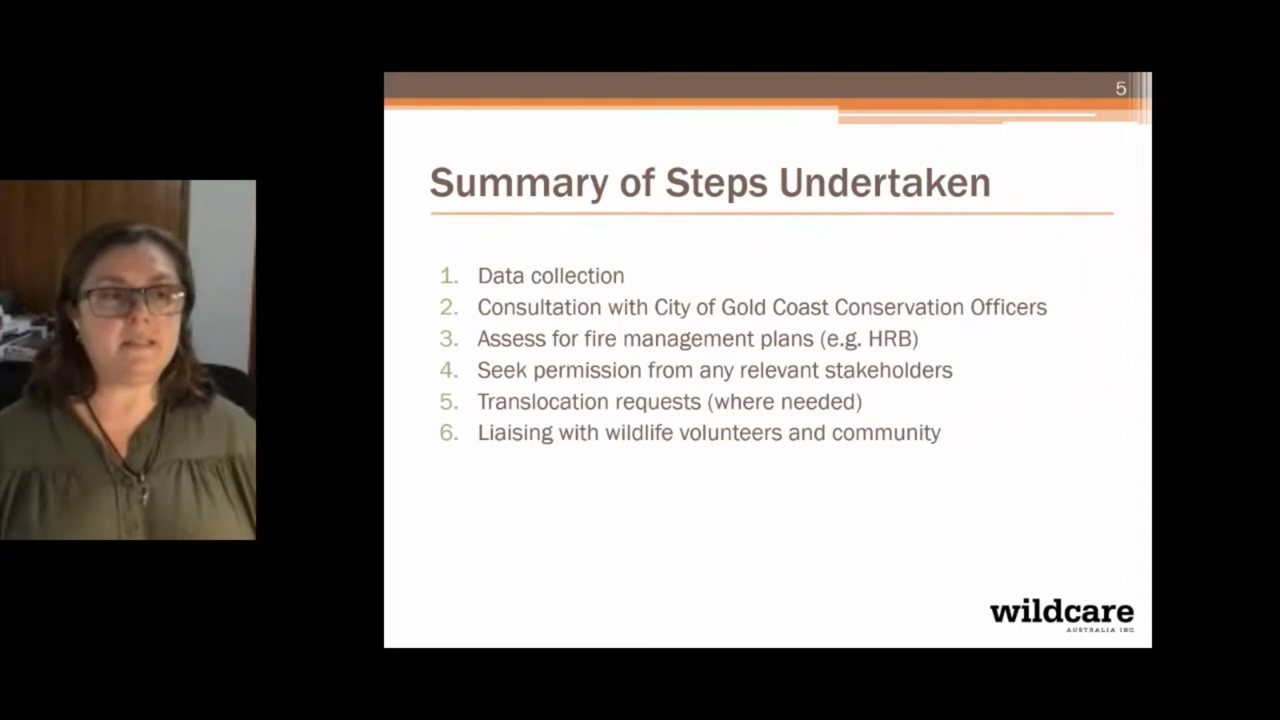 5
Summary of Steps Undertaken
1. Data collection
2. Consultation with City of Gold Coast Conservation Officers
3. Assess for fire management plans (e.g. HRB)
4. Seek permission from any relevant stakeholders
5. Translocation requests (where needed)
6. Liaising with wildlife volunteers and community
wildcare
AUSTRALIA INC.